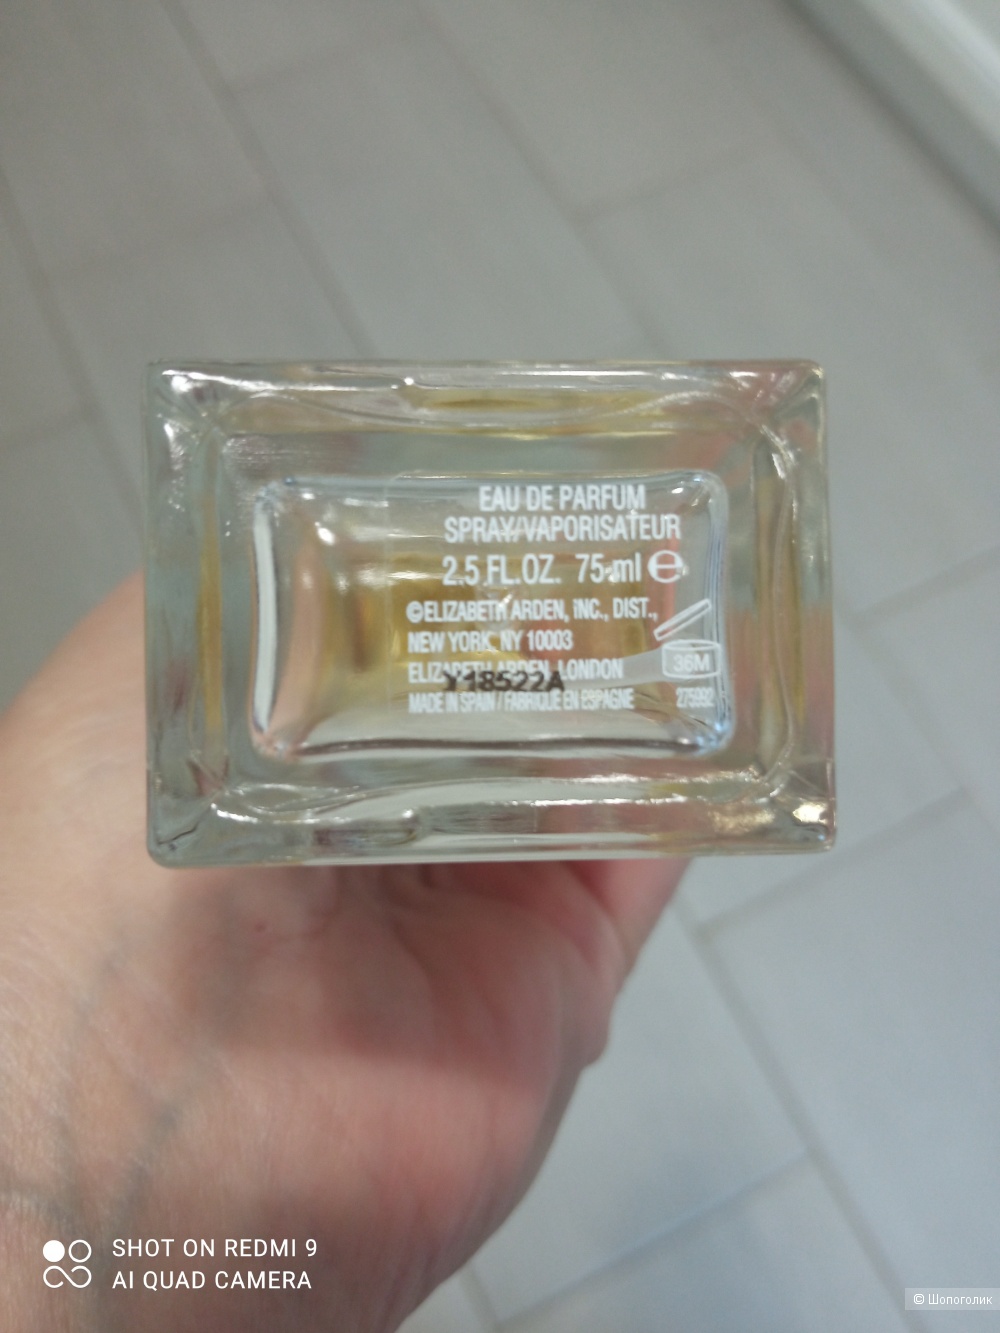 EAU DE PARFUM
SPRAY/VAPORISATEUR
2.5 FL.OZ. 75 ml e
©ELIZABETH ARDEN, INC., DIST.,
NEW YORK, NY 10003
ELIZABETH ARDEN, LONDON
36M
Y18522A
MADE IN SPAIN / FABRIQUÉ EN ESPAGNE
SHOT ON REDMI 9
AI QUAD CAMERA
© Шопоголик